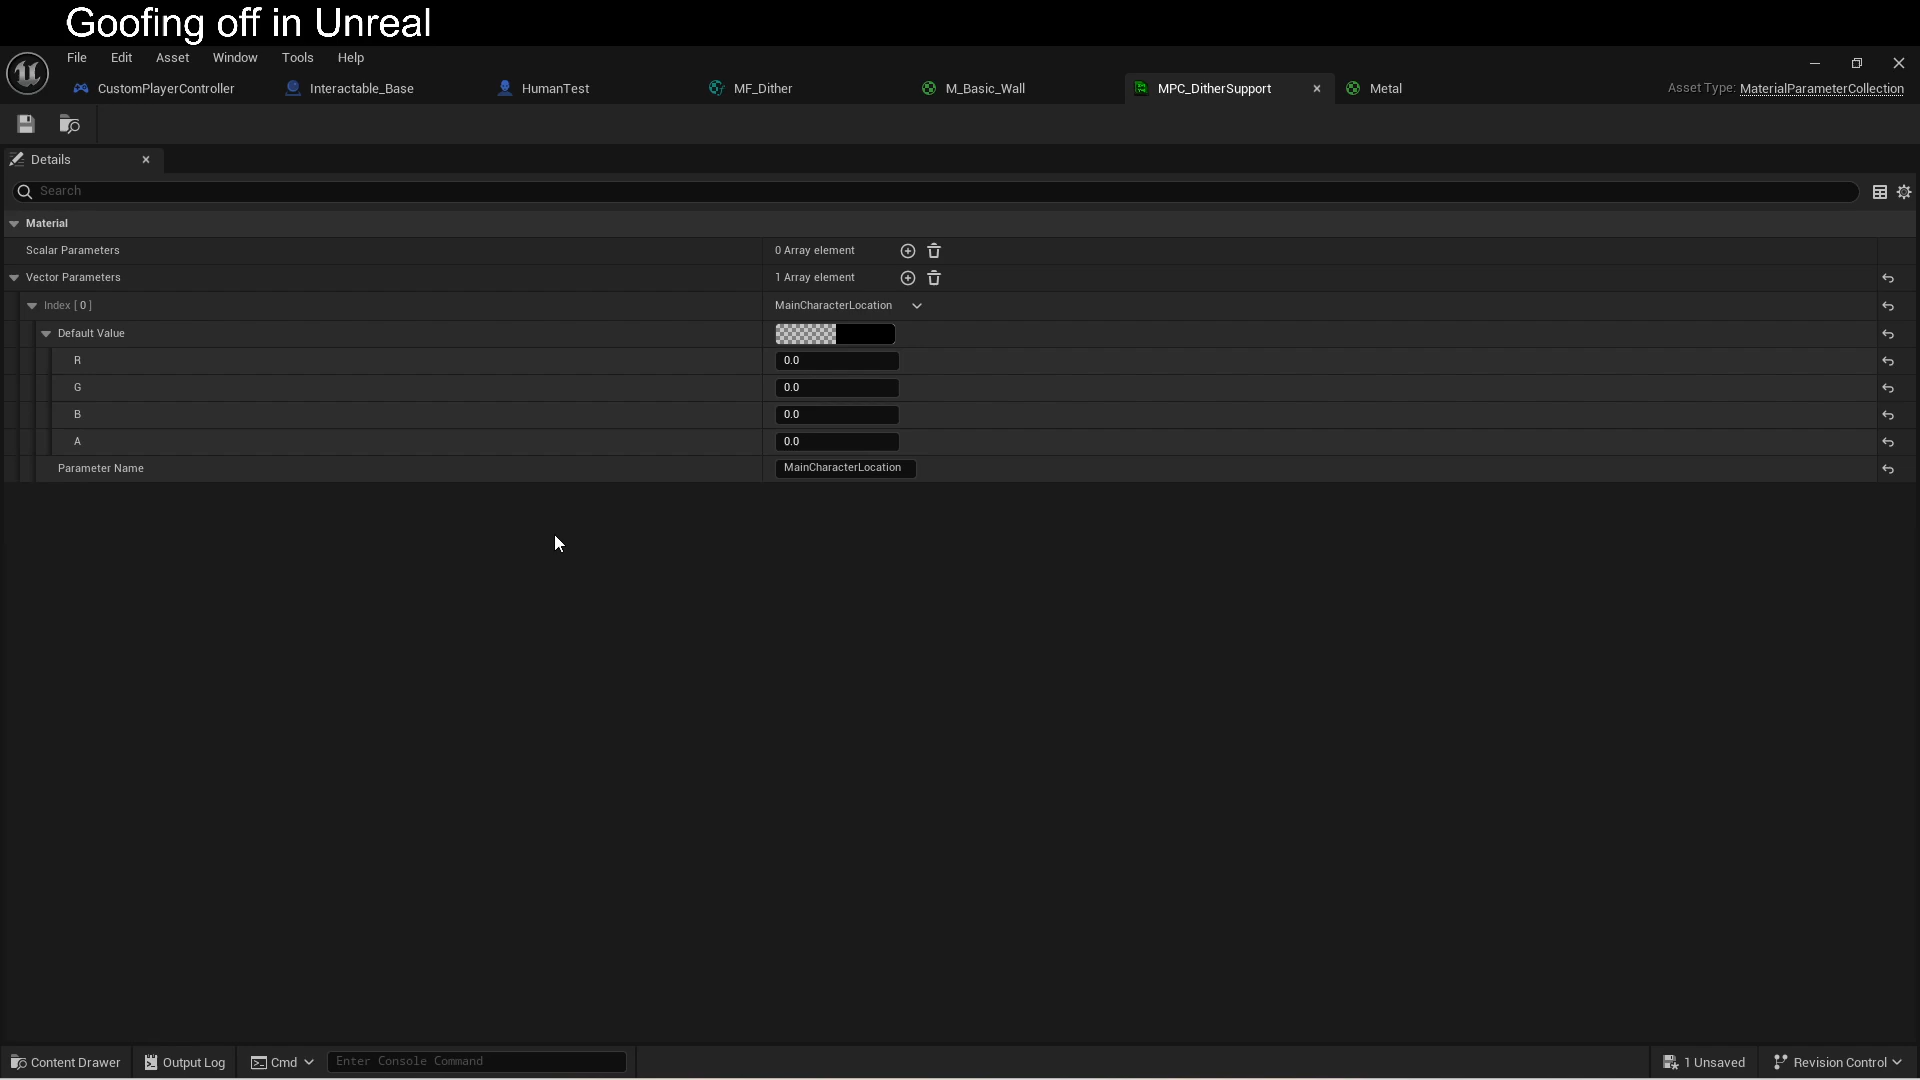 Goofing off in Unreal
File Edit Asset Window Tools Help
CustomPlayerController Interactable_Base HumanTest MF_Dither M_Basic_Wall MPC_DitherSupport Metal Asset Type: MaterialParameterCollection
Details
Search
Material
Scalar Parameters 0 Array element
Vector Parameters 1 Array element
Index [ 0 ] MainCharacterLocation
Default Value
R 0.0
G 0.0
B 0.0
A 0.0
Parameter Name MainCharacterLocation
Content Drawer Output Log Cmd Enter Console Command 1 Unsaved Revision Control